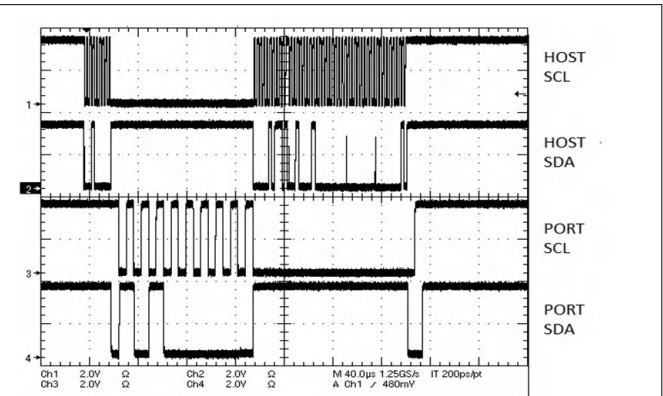 HOST
SCL
1
HOST
SDA
2
PORT
SCL
3
PORT
SDA
4
Ch1 2.0V Ω Ch2 2.0V Ω M 40.0µs 1.25GS/s IT 200ps/pt
Ch3 2.0V Ω Ch4 2.0V Ω A Ch1 ∕ 480mV